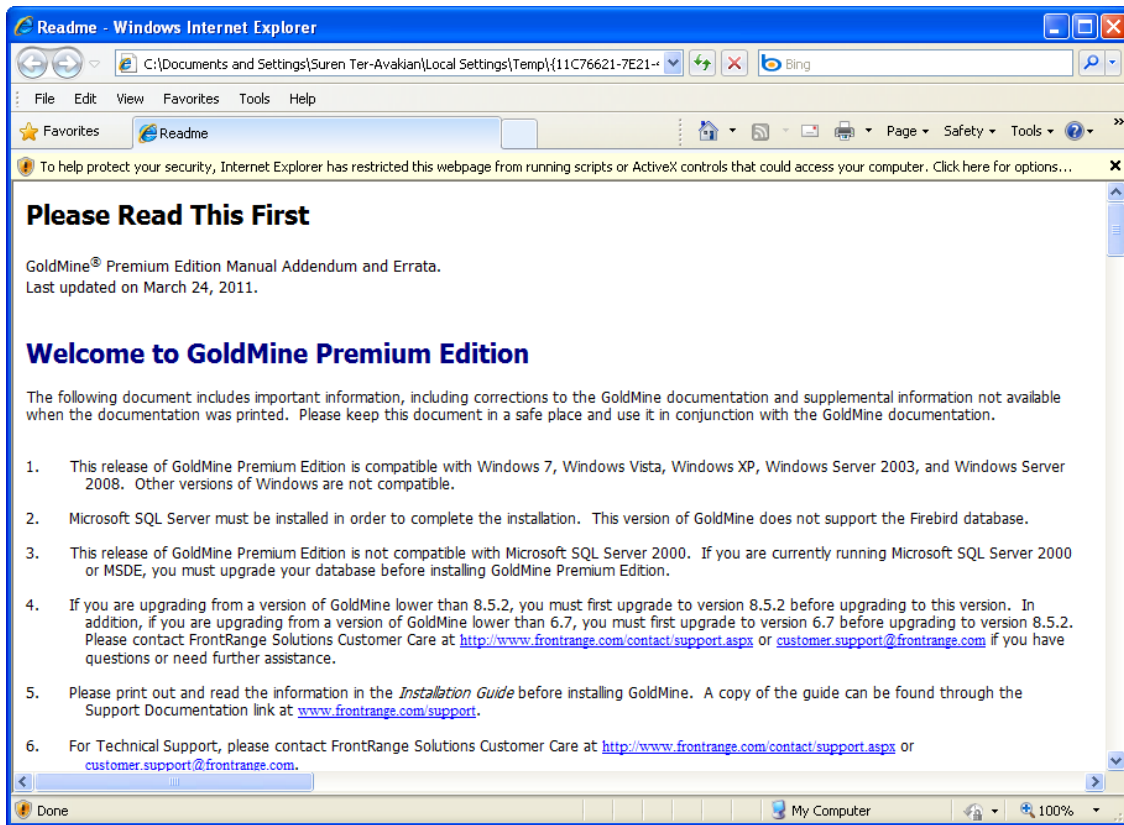 Readme - Windows Internet Explorer
C:\Documents and Settings\Suren Ter-Avakian\Local Settings\Temp\{11C76621-7E21-
Bing
File Edit View Favorites Tools Help
Favorites Readme Page Safety Tools »
To help protect your security, Internet Explorer has restricted this webpage from running scripts or ActiveX controls that could access your computer. Click here for options...
Please Read This First
GoldMine® Premium Edition Manual Addendum and Errata.
Last updated on March 24, 2011.
Welcome to GoldMine Premium Edition
The following document includes important information, including corrections to the GoldMine documentation and supplemental information not available
when the documentation was printed. Please keep this document in a safe place and use it in conjunction with the GoldMine documentation.
1. This release of GoldMine Premium Edition is compatible with Windows 7, Windows Vista, Windows XP, Windows Server 2003, and Windows Server
2008. Other versions of Windows are not compatible.
2. Microsoft SQL Server must be installed in order to complete the installation. This version of GoldMine does not support the Firebird database.
3. This release of GoldMine Premium Edition is not compatible with Microsoft SQL Server 2000. If you are currently running Microsoft SQL Server 2000
or MSDE, you must upgrade your database before installing GoldMine Premium Edition.
4. If you are upgrading from a version of GoldMine lower than 8.5.2, you must first upgrade to version 8.5.2 before upgrading to this version. In
addition, if you are upgrading from a version of GoldMine lower than 6.7, you must first upgrade to version 6.7 before upgrading to version 8.5.2.
Please contact FrontRange Solutions Customer Care at http://www.frontrange.com/contact/support.aspx or customer.support@frontrange.com if you have
questions or need further assistance.
5. Please print out and read the information in the Installation Guide before installing GoldMine. A copy of the guide can be found through the
Support Documentation link at www.frontrange.com/support.
6. For Technical Support, please contact FrontRange Solutions Customer Care at http://www.frontrange.com/contact/support.aspx or
customer.support@frontrange.com.
Done My Computer 100%